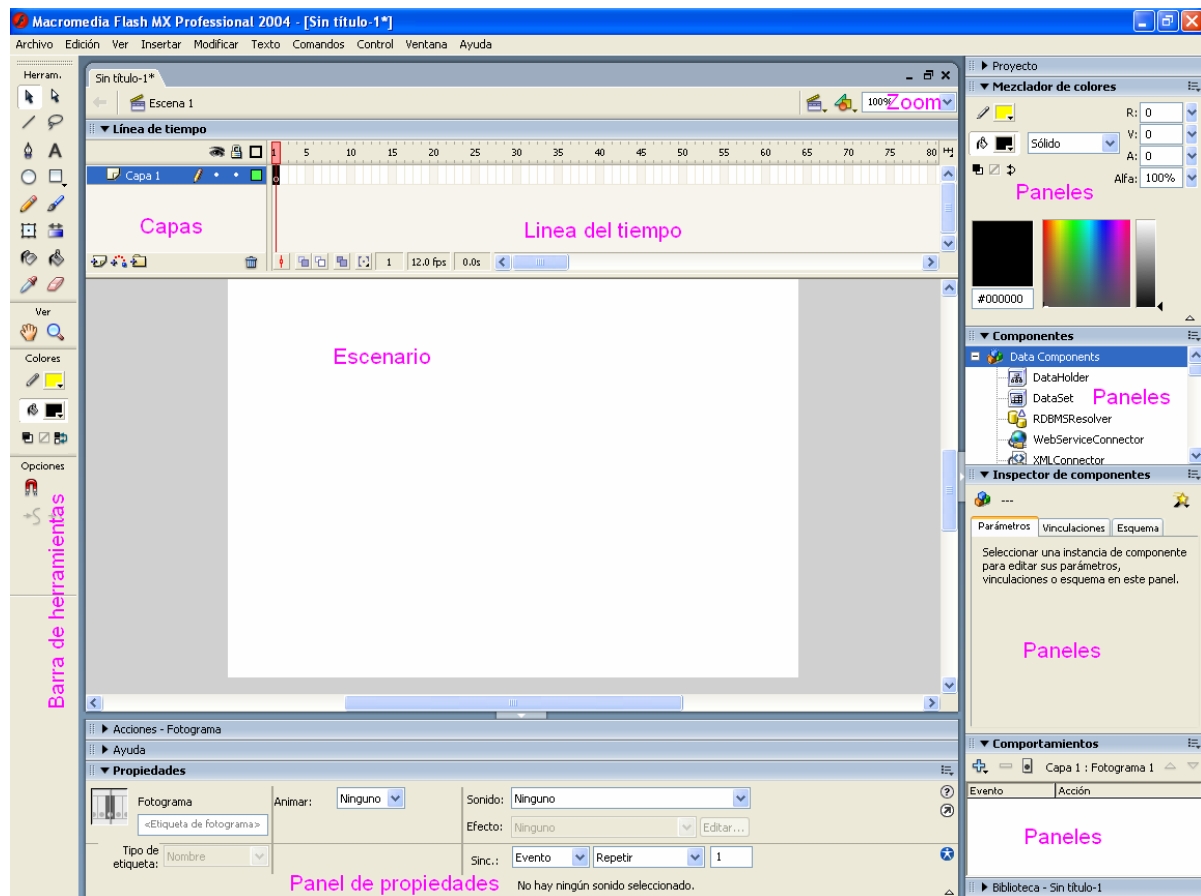 Macromedia Flash MX Professional 2004 - [Sin título-1*]
Archivo Edición Ver Insertar Modificar Texto Comandos Control Ventana Ayuda
Herram.
Ver
Colores
Opciones
Barra de herramientas
Sin título-1*
Escena 1
100%
Zoom
Línea de tiempo
1 5 10 15 20 25 30 35 40 45 50 55 60 65 70 75 80
Capa 1
Capas
Linea del tiempo
1 12.0 fps 0.0s
Escenario
Acciones - Fotograma
Ayuda
Propiedades
Fotograma
<Etiqueta de fotograma>
Tipo de
etiqueta:
Nombre
Animar: Ninguno
Sonido: Ninguno
Efecto: Ninguno Editar...
Sinc.: Evento Repetir 1
Panel de propiedades
No hay ningún sonido seleccionado.
Proyecto
Mezclador de colores
R: 0
Sólido
V: 0
A: 0
Alfa: 100%
Paneles
#000000
Componentes
Data Components
DataHolder
DataSet
Paneles
RDBMSResolver
WebServiceConnector
XMLConnector
Inspector de componentes
---
Parámetros Vinculaciones Esquema
Seleccionar una instancia de componente
para editar sus parámetros,
vinculaciones o esquema en este panel.
Paneles
Comportamientos
Capa 1 : Fotograma 1
Evento Acción
Paneles
Biblioteca - Sin título-1